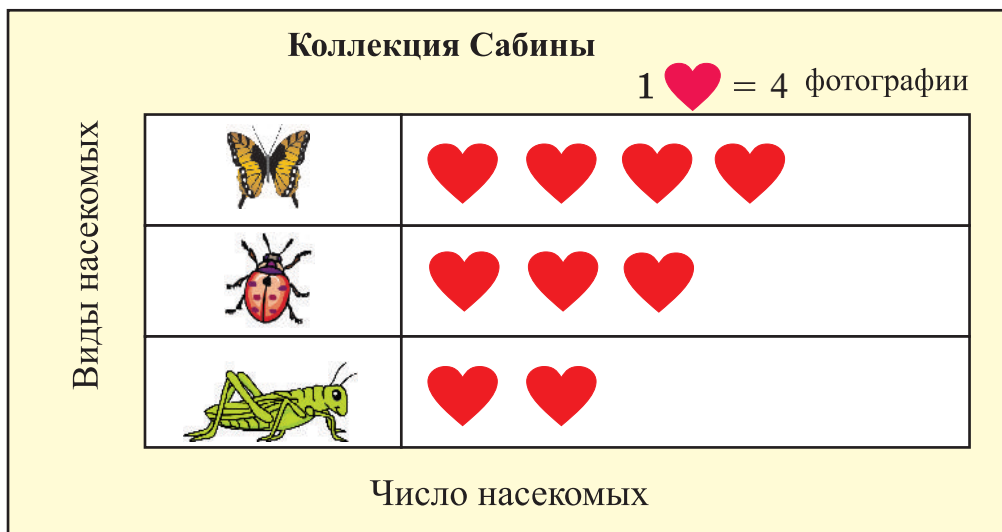 Коллекция Сабины
1 = 4 фотографии
Виды насекомых
Число насекомых